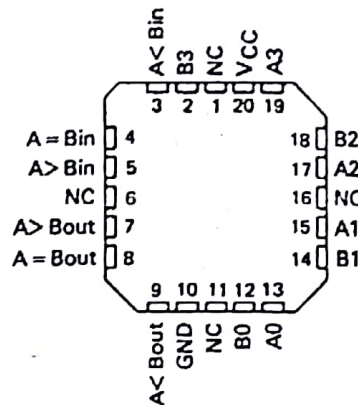 A< Bin
B3
NC
VCC
A3
3 2 1 20 19
A = Bin 4
A> Bin 5
NC 6
A> Bout 7
A = Bout 8
18 B2
17 A2
16 NC
15 A1
14 B1
9 10 11 12 13
A< Bout
GND
NC
B0
A0